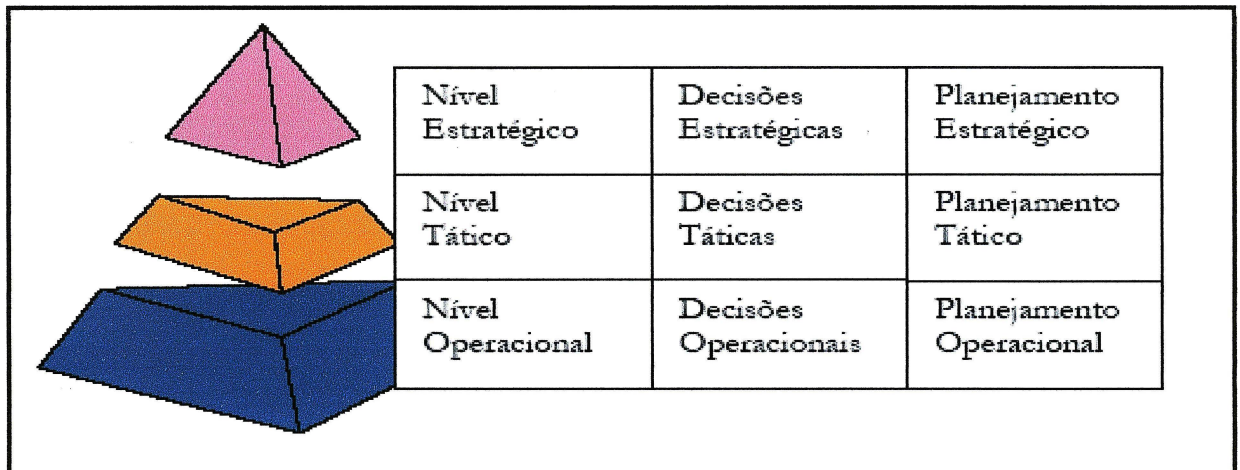 Nível
Estratégico
Decisões
Estratégicas
Planejamento
Estratégico
Nível
Tático
Decisões
Táticas
Planejamento
Tático
Nível
Operacional
Decisões
Operacionais
Planejamento
Operacional